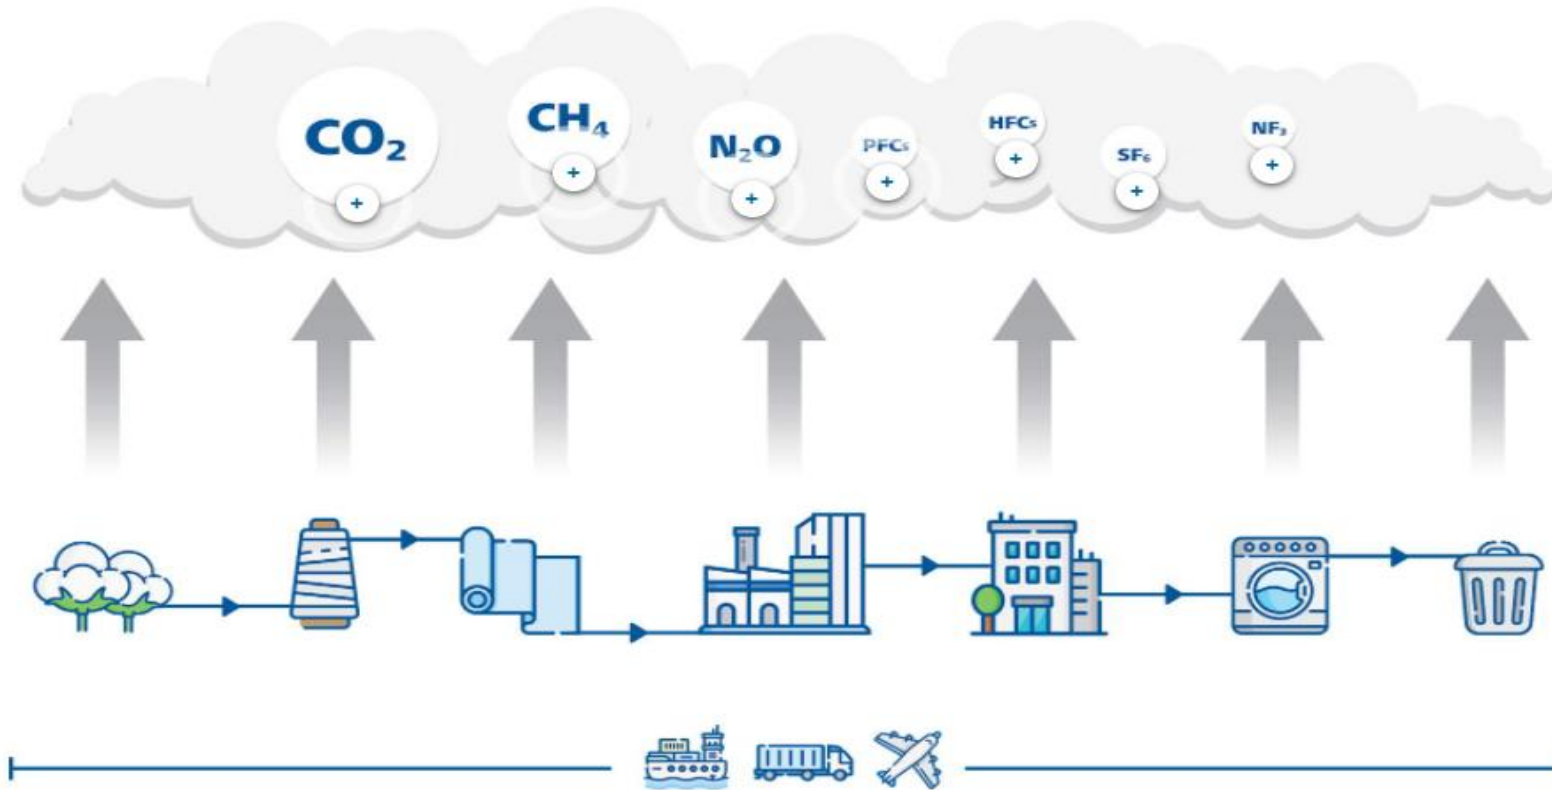 CO₂
+
CH₄
+
N₂O
+
PFCs
+
HFCs
+
SF₆
+
NF₃
+